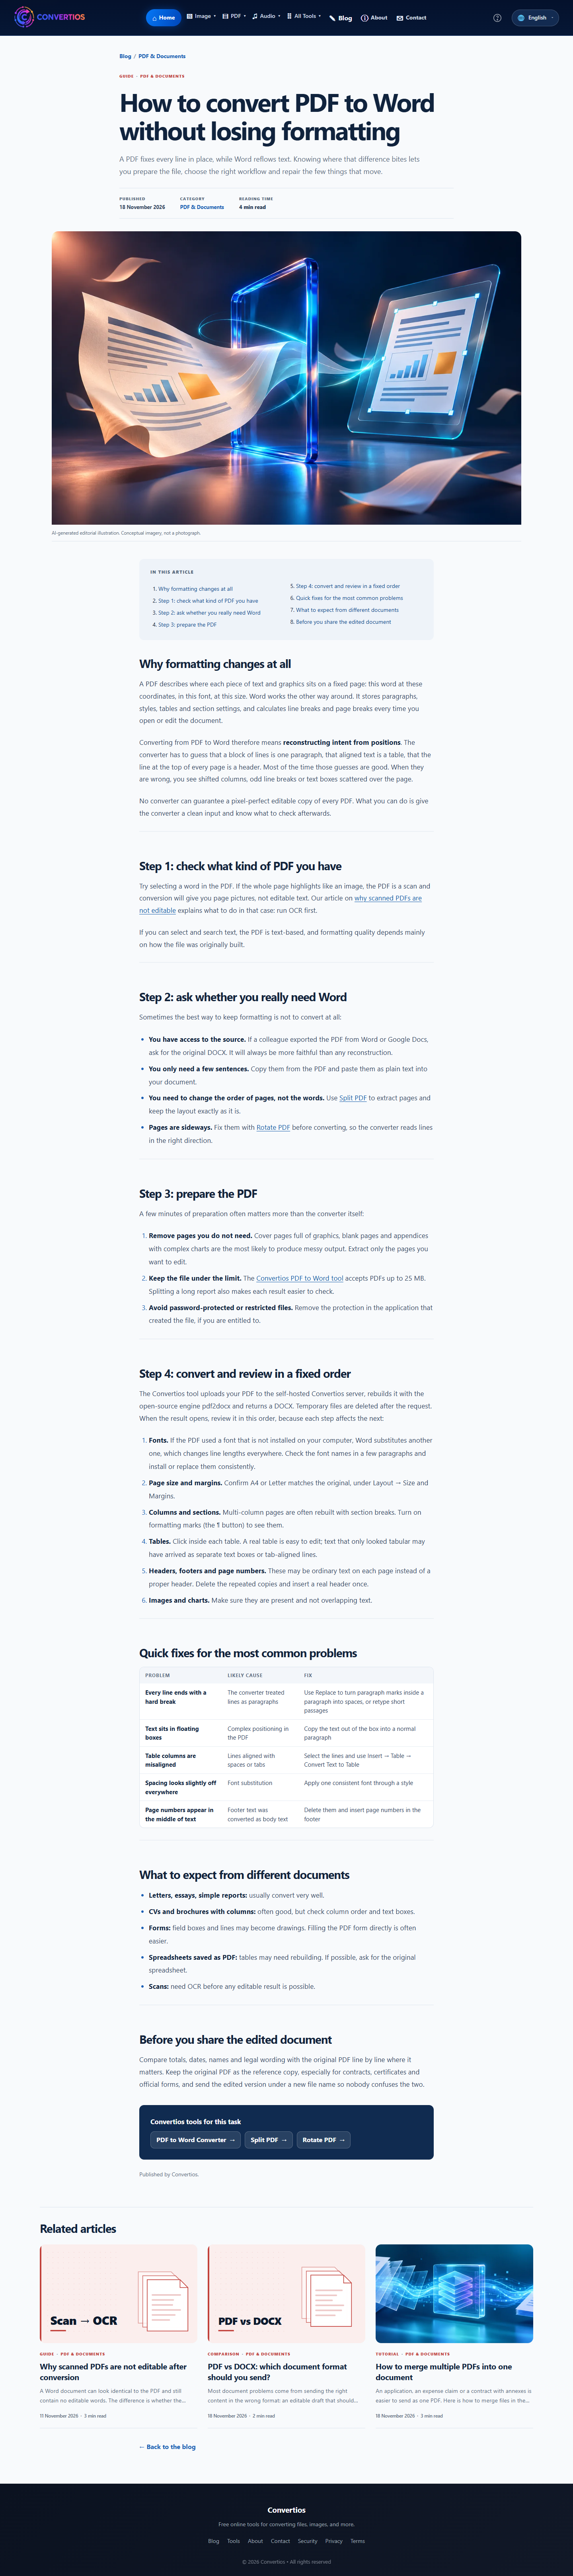 CONVERTIOS
Home
Image
PDF
Audio
All Tools
Blog
About
Contact
English
Blog / PDF & Documents
GUIDE · PDF & DOCUMENTS
How to convert PDF to Word
without losing formatting
A PDF fixes every line in place, while Word reflows text. Knowing where that difference bites lets
you prepare the file, choose the right workflow and repair the few things that move.
PUBLISHED
18 November 2026
CATEGORY
PDF & Documents
READING TIME
4 min read
AI-generated editorial illustration. Conceptual imagery, not a photograph.
IN THIS ARTICLE
1. Why formatting changes at all
2. Step 1: check what kind of PDF you have
3. Step 2: ask whether you really need Word
4. Step 3: prepare the PDF
5. Step 4: convert and review in a fixed order
6. Quick fixes for the most common problems
7. What to expect from different documents
8. Before you share the edited document
Why formatting changes at all
A PDF describes where each piece of text and graphics sits on a fixed page: this word at these
coordinates, in this font, at this size. Word works the other way around. It stores paragraphs,
styles, tables and section settings, and calculates line breaks and page breaks every time you
open or edit the document.
Converting from PDF to Word therefore means reconstructing intent from positions. The
converter has to guess that a block of lines is one paragraph, that aligned text is a table, that the
line at the top of every page is a header. Most of the time those guesses are good. When they
are wrong, you see shifted columns, odd line breaks or text boxes scattered over the page.
No converter can guarantee a pixel-perfect editable copy of every PDF. What you can do is give
the converter a clean input and know what to check afterwards.
Step 1: check what kind of PDF you have
Try selecting a word in the PDF. If the whole page highlights like an image, the PDF is a scan and
conversion will give you page pictures, not editable text. Our article on why scanned PDFs are
not editable explains what to do in that case: run OCR first.
If you can select and search text, the PDF is text-based, and formatting quality depends mainly
on how the file was originally built.
Step 2: ask whether you really need Word
Sometimes the best way to keep formatting is not to convert at all:
• You have access to the source. If a colleague exported the PDF from Word or Google Docs,
ask for the original DOCX. It will always be more faithful than any reconstruction.
• You only need a few sentences. Copy them from the PDF and paste them as plain text into
your document.
• You need to change the order of pages, not the words. Use Split PDF to extract pages and
keep the layout exactly as it is.
• Pages are sideways. Fix them with Rotate PDF before converting, so the converter reads lines
in the right direction.
Step 3: prepare the PDF
A few minutes of preparation often matters more than the converter itself:
1. Remove pages you do not need. Cover pages full of graphics, blank pages and appendices
with complex charts are the most likely to produce messy output. Extract only the pages you
want to edit.
2. Keep the file under the limit. The Convertios PDF to Word tool accepts PDFs up to 25 MB.
Splitting a long report also makes each result easier to check.
3. Avoid password-protected or restricted files. Remove the protection in the application that
created the file, if you are entitled to.
Step 4: convert and review in a fixed order
The Convertios tool uploads your PDF to the self-hosted Convertios server, rebuilds it with the
open-source engine pdf2docx and returns a DOCX. Temporary files are deleted after the request.
When the result opens, review it in this order, because each step affects the next:
1. Fonts. If the PDF used a font that is not installed on your computer, Word substitutes another
one, which changes line lengths everywhere. Check the font names in a few paragraphs and
install or replace them consistently.
2. Page size and margins. Confirm A4 or Letter matches the original, under Layout → Size and
Margins.
3. Columns and sections. Multi-column pages are often rebuilt with section breaks. Turn on
formatting marks (the ¶ button) to see them.
4. Tables. Click inside each table. A real table is easy to edit; text that only looked tabular may
have arrived as separate text boxes or tab-aligned lines.
5. Headers, footers and page numbers. These may be ordinary text on each page instead of a
proper header. Delete the repeated copies and insert a real header once.
6. Images and charts. Make sure they are present and not overlapping text.
Quick fixes for the most common problems
PROBLEM LIKELY CAUSE FIX
Every line ends with a hard break The converter treated lines as paragraphs Use Replace to turn paragraph marks inside a paragraph into spaces, or retype short passages
Text sits in floating boxes Complex positioning in the PDF Copy the text out of the box into a normal paragraph
Table columns are misaligned Lines aligned with spaces or tabs Select the lines and use Insert → Table → Convert Text to Table
Spacing looks slightly off everywhere Font substitution Apply one consistent font through a style
Page numbers appear in the middle of text Footer text was converted as body text Delete them and insert page numbers in the footer
What to expect from different documents
• Letters, essays, simple reports: usually convert very well.
• CVs and brochures with columns: often good, but check column order and text boxes.
• Forms: field boxes and lines may become drawings. Filling the PDF form directly is often
easier.
• Spreadsheets saved as PDF: tables may need rebuilding. If possible, ask for the original
spreadsheet.
• Scans: need OCR before any editable result is possible.
Before you share the edited document
Compare totals, dates, names and legal wording with the original PDF line by line where it
matters. Keep the original PDF as the reference copy, especially for contracts, certificates and
official forms, and send the edited version under a new file name so nobody confuses the two.
Convertios tools for this task
PDF to Word Converter →
Split PDF →
Rotate PDF →
Published by Convertios.
Related articles
Scan → OCR
GUIDE · PDF & DOCUMENTS
Why scanned PDFs are not editable after
conversion
A Word document can look identical to the PDF and still
contain no editable words. The difference is whether the...
11 November 2026 · 3 min read
PDF vs DOCX
COMPARISON · PDF & DOCUMENTS
PDF vs DOCX: which document format
should you send?
Most document problems come from sending the right
content in the wrong format: an editable draft that should...
18 November 2026 · 2 min read
TUTORIAL · PDF & DOCUMENTS
How to merge multiple PDFs into one
document
An application, an expense claim or a contract with annexes is
easier to send as one PDF. Here is how to merge files in the...
18 November 2026 · 3 min read
← Back to the blog
Convertios
Free online tools for converting files, images, and more.
Blog Tools About Contact Security Privacy Terms
© 2026 Convertios • All rights reserved